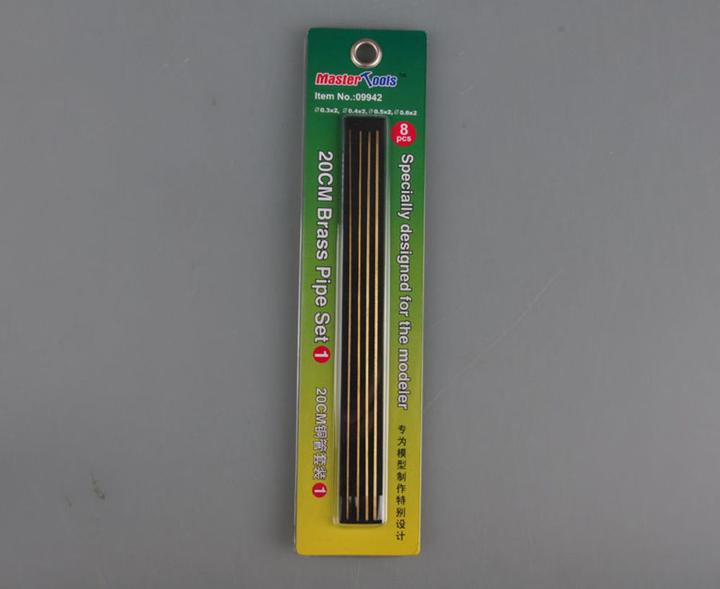 Master Tools™
Item No.:09942
Ø0.3x2, Ø0.4x2, Ø0.5x2, Ø0.6x2
8
pcs
Specially designed for the modeler
专为模型制作特别设计
20CM Brass Pipe Set 1
20CM铜管套装 1